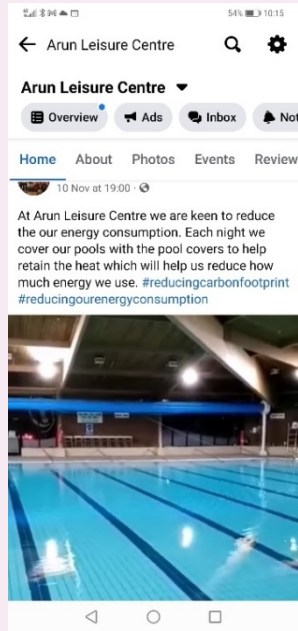 54% 10:15
Arun Leisure Centre
Arun Leisure Centre
Overview Ads Inbox Not
Home About Photos Events Review
10 Nov at 19:00 ·
At Arun Leisure Centre we are keen to reduce
the our energy consumption. Each night we
cover our pools with the pool covers to help
retain the heat which will help us reduce how
much energy we use. #reducingcarbonfootprint
#reducingourenergyconsumption